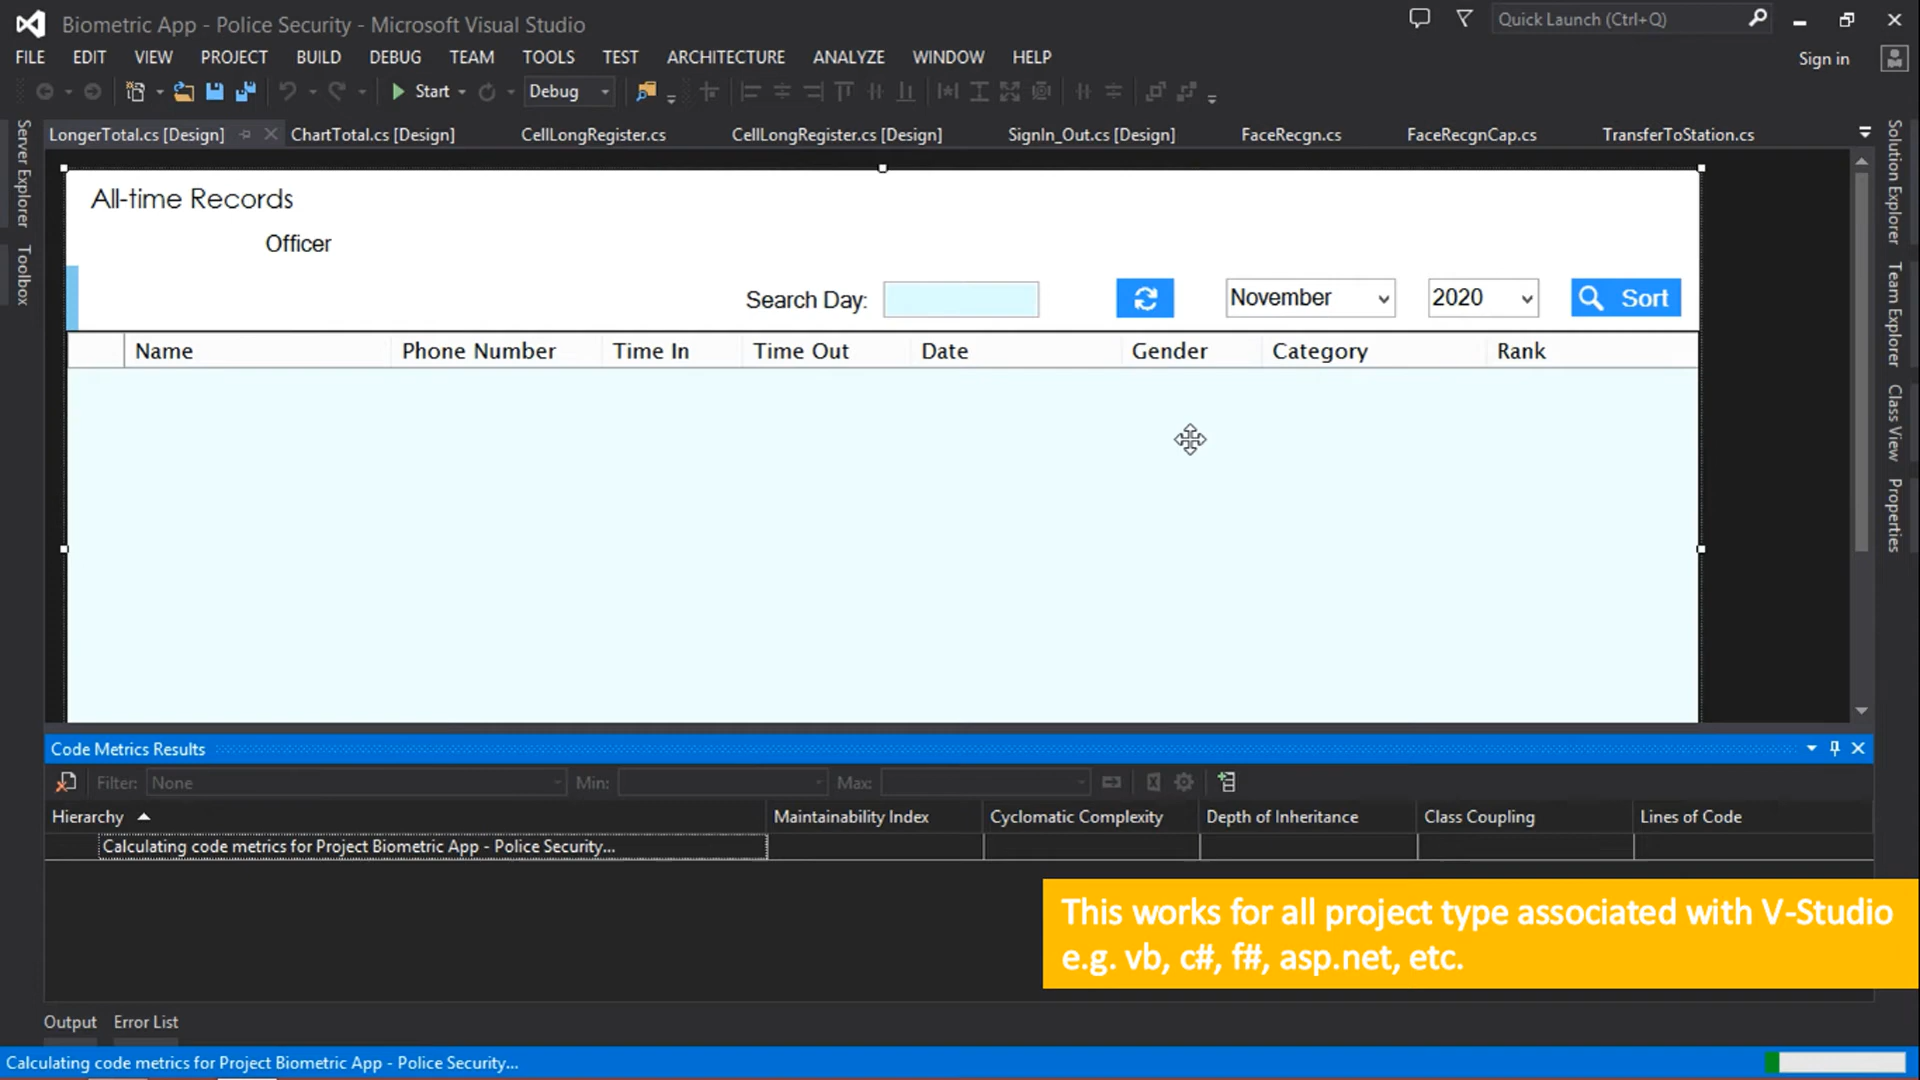 Biometric App - Police Security - Microsoft Visual Studio
Quick Launch (Ctrl+Q)
FILE EDIT VIEW PROJECT BUILD DEBUG TEAM TOOLS TEST ARCHITECTURE ANALYZE WINDOW HELP
Sign in
Start Debug
LongerTotal.cs [Design] ChartTotal.cs [Design] CellLongRegister.cs CellLongRegister.cs [Design] SignIn_Out.cs [Design] FaceRecgn.cs FaceRecgnCap.cs TransferToStation.cs
Server Explorer
Toolbox
Solution Explorer
Team Explorer
Class View
Properties
All-time Records
Officer
Search Day: November 2020 Sort
Name Phone Number Time In Time Out Date Gender Category Rank
Code Metrics Results
Filter: None Min: Max:
Hierarchy Maintainability Index Cyclomatic Complexity Depth of Inheritance Class Coupling Lines of Code
Calculating code metrics for Project Biometric App - Police Security...
This works for all project type associated with V-Studio
e.g. vb, c#, f#, asp.net, etc.
Output Error List
Calculating code metrics for Project Biometric App - Police Security...